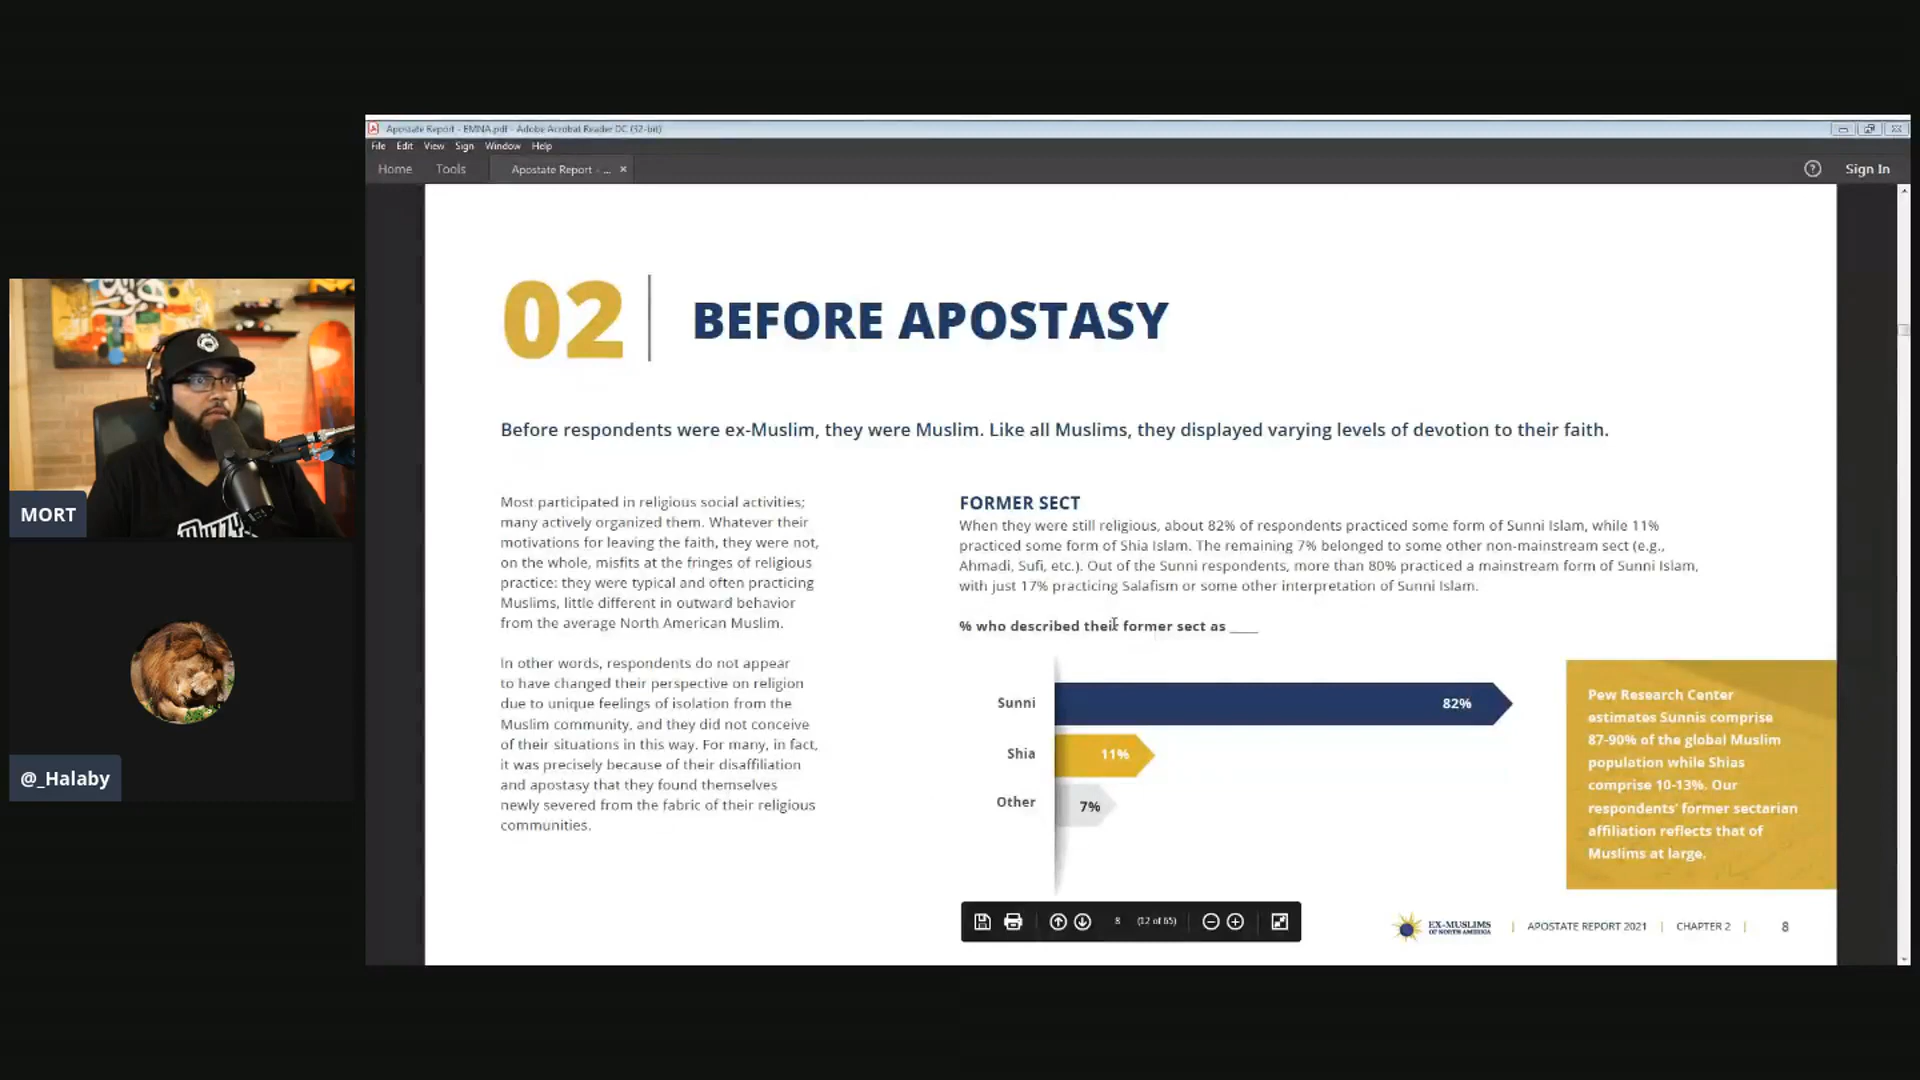 Apostate Report - EMNA.pdf - Adobe Acrobat Reader DC (32-bit)
File Edit View Sign Window Help
Home Tools Apostate Report - ... × ? Sign In
02 BEFORE APOSTASY
Before respondents were ex-Muslim, they were Muslim. Like all Muslims, they displayed varying levels of devotion to their faith.
Most participated in religious social activities;
many actively organized them. Whatever their
motivations for leaving the faith, they were not,
on the whole, misfits at the fringes of religious
practice: they were typical and often practicing
Muslims, little different in outward behavior
from the average North American Muslim.
In other words, respondents do not appear
to have changed their perspective on religion
due to unique feelings of isolation from the
Muslim community, and they did not conceive
of their situations in this way. For many, in fact,
it was precisely because of their disaffiliation
and apostasy that they found themselves
newly severed from the fabric of their religious
communities.
FORMER SECT
When they were still religious, about 82% of respondents practiced some form of Sunni Islam, while 11%
practiced some form of Shia Islam. The remaining 7% belonged to some other non-mainstream sect (e.g.,
Ahmadi, Sufi, etc.). Out of the Sunni respondents, more than 80% practiced a mainstream form of Sunni Islam,
with just 17% practicing Salafism or some other interpretation of Sunni Islam.
% who described their former sect as ____
Sunni 82%
Shia 11%
Other 7%
Pew Research Center
estimates Sunnis comprise
87-90% of the global Muslim
population while Shias
comprise 10-13%. Our
respondents' former sectarian
affiliation reflects that of
Muslims at large.
8 (12 of 65)
EX-MUSLIMS
OF NORTH AMERICA
| APOSTATE REPORT 2021 | CHAPTER 2 | 8
MORT
@_Halaby